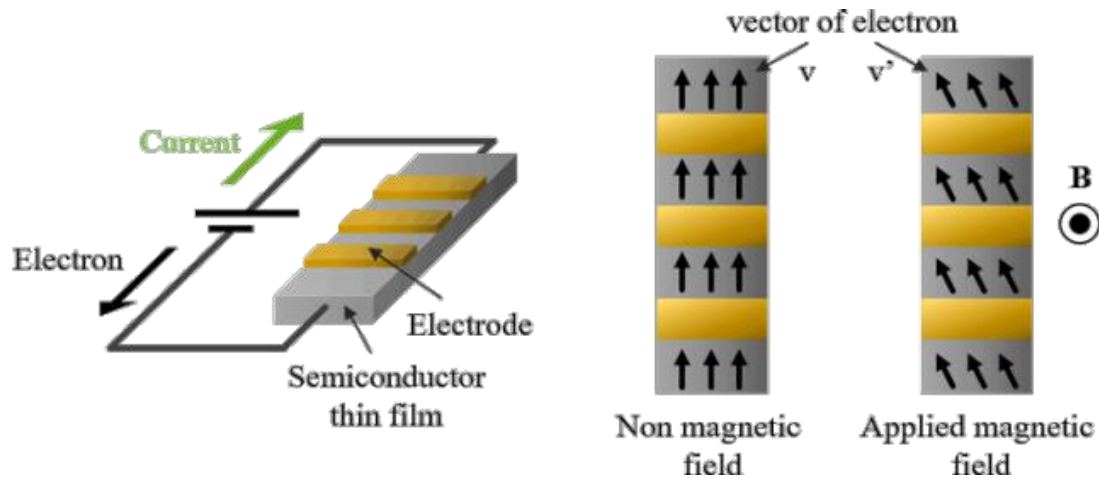 vector of electron
v
v’
Current
B
Electron
Electrode
Semiconductor
thin film
Non magnetic
field
Applied magnetic
field